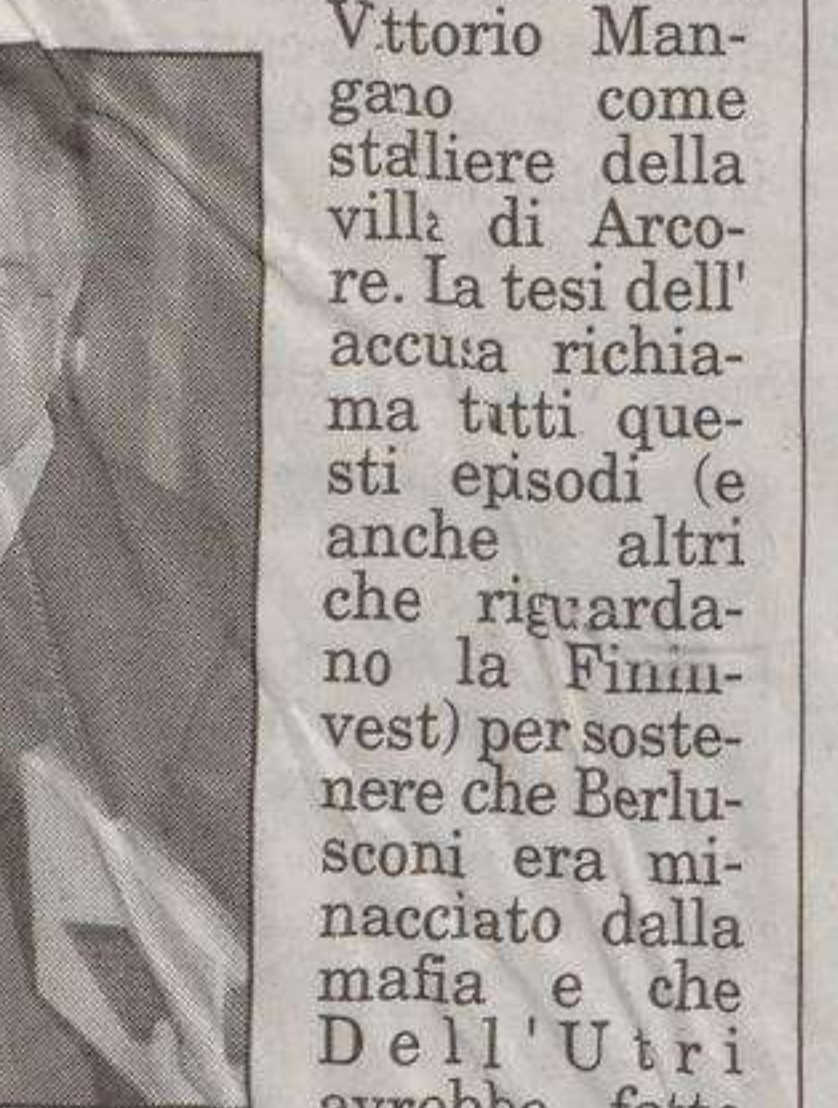 Vittorio Man-
gano come
stalliere della
villa di Arco-
re. La tesi dell'
accusa richia-
ma tutti que-
sti episodi (e
anche altri
che riguarda-
no la Finin-
vest) per soste-
nere che Berlu-
sconi era mi-
nacciato dalla
mafia e che
Dell'Utri
avrebbe fatto